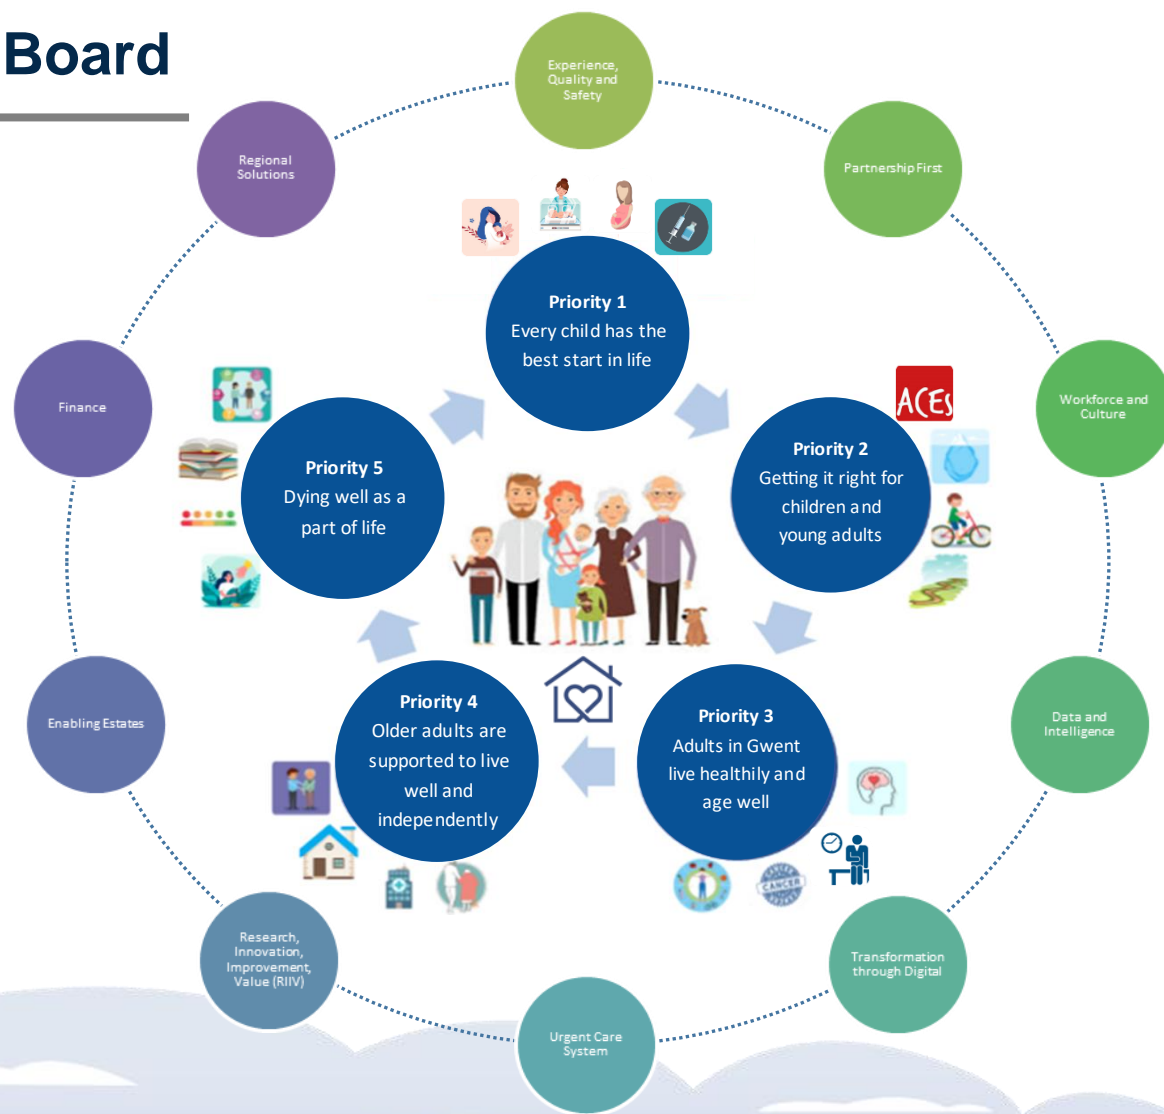 Board
Experience,
Quality and
Safety
Partnership First
Workforce and
Culture
Data and
Intelligence
Transformation
through Digital
Urgent Care
System
Research,
Innovation,
Improvement,
Value (RIIV)
Enabling Estates
Finance
Regional
Solutions
Priority 1
Every child has the
best start in life
ACEs
Priority 2
Getting it right for
children and
young adults
Priority 3
Adults in Gwent
live healthily and
age well
CANCER
Priority 4
Older adults are
supported to live
well and
independently
Priority 5
Dying well as a
part of life